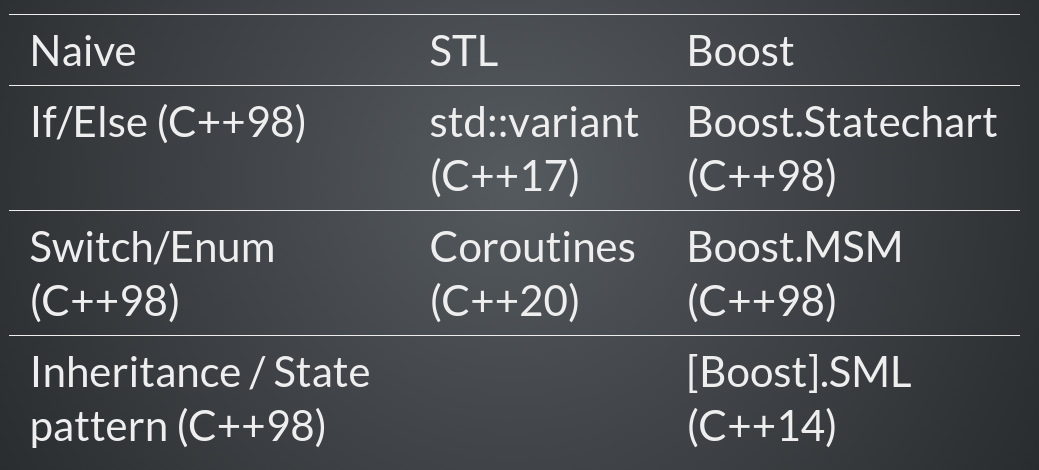 Naive STL Boost
If/Else (C++98) std::variant Boost.Statechart
(C++17) (C++98)
Switch/Enum Coroutines Boost.MSM
(C++98) (C++20) (C++98)
Inheritance / State [Boost].SML
pattern (C++98) (C++14)